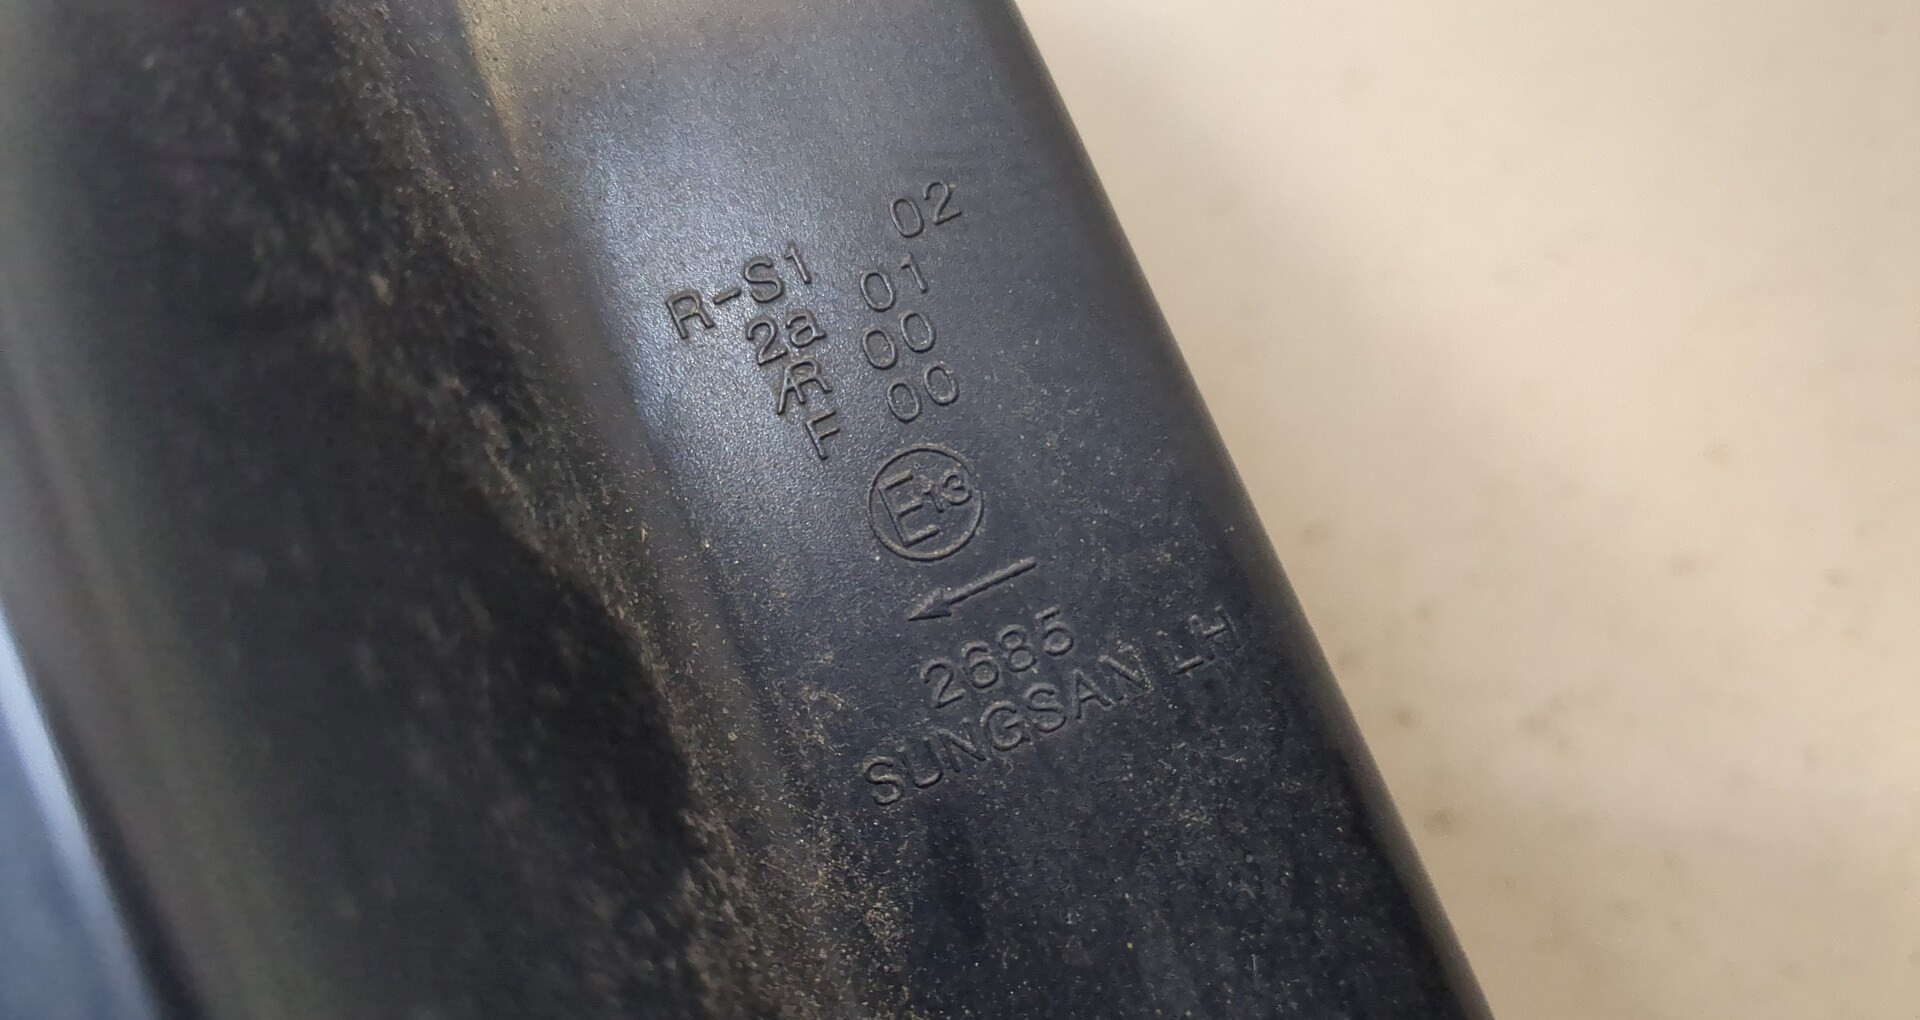 02
R-S1 01
2a 00
AR 00
F
E13
←
2685
SUNGSAN LH